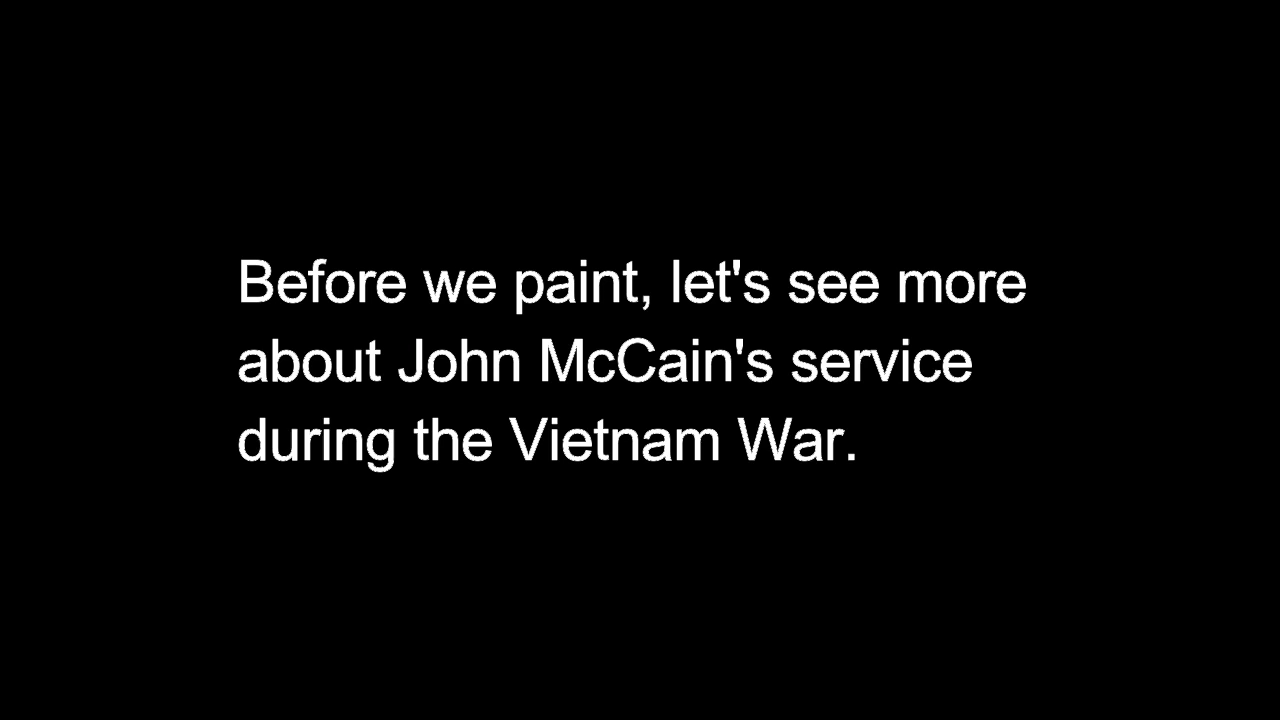 Before we paint, let's see more
about John McCain's service
during the Vietnam War.